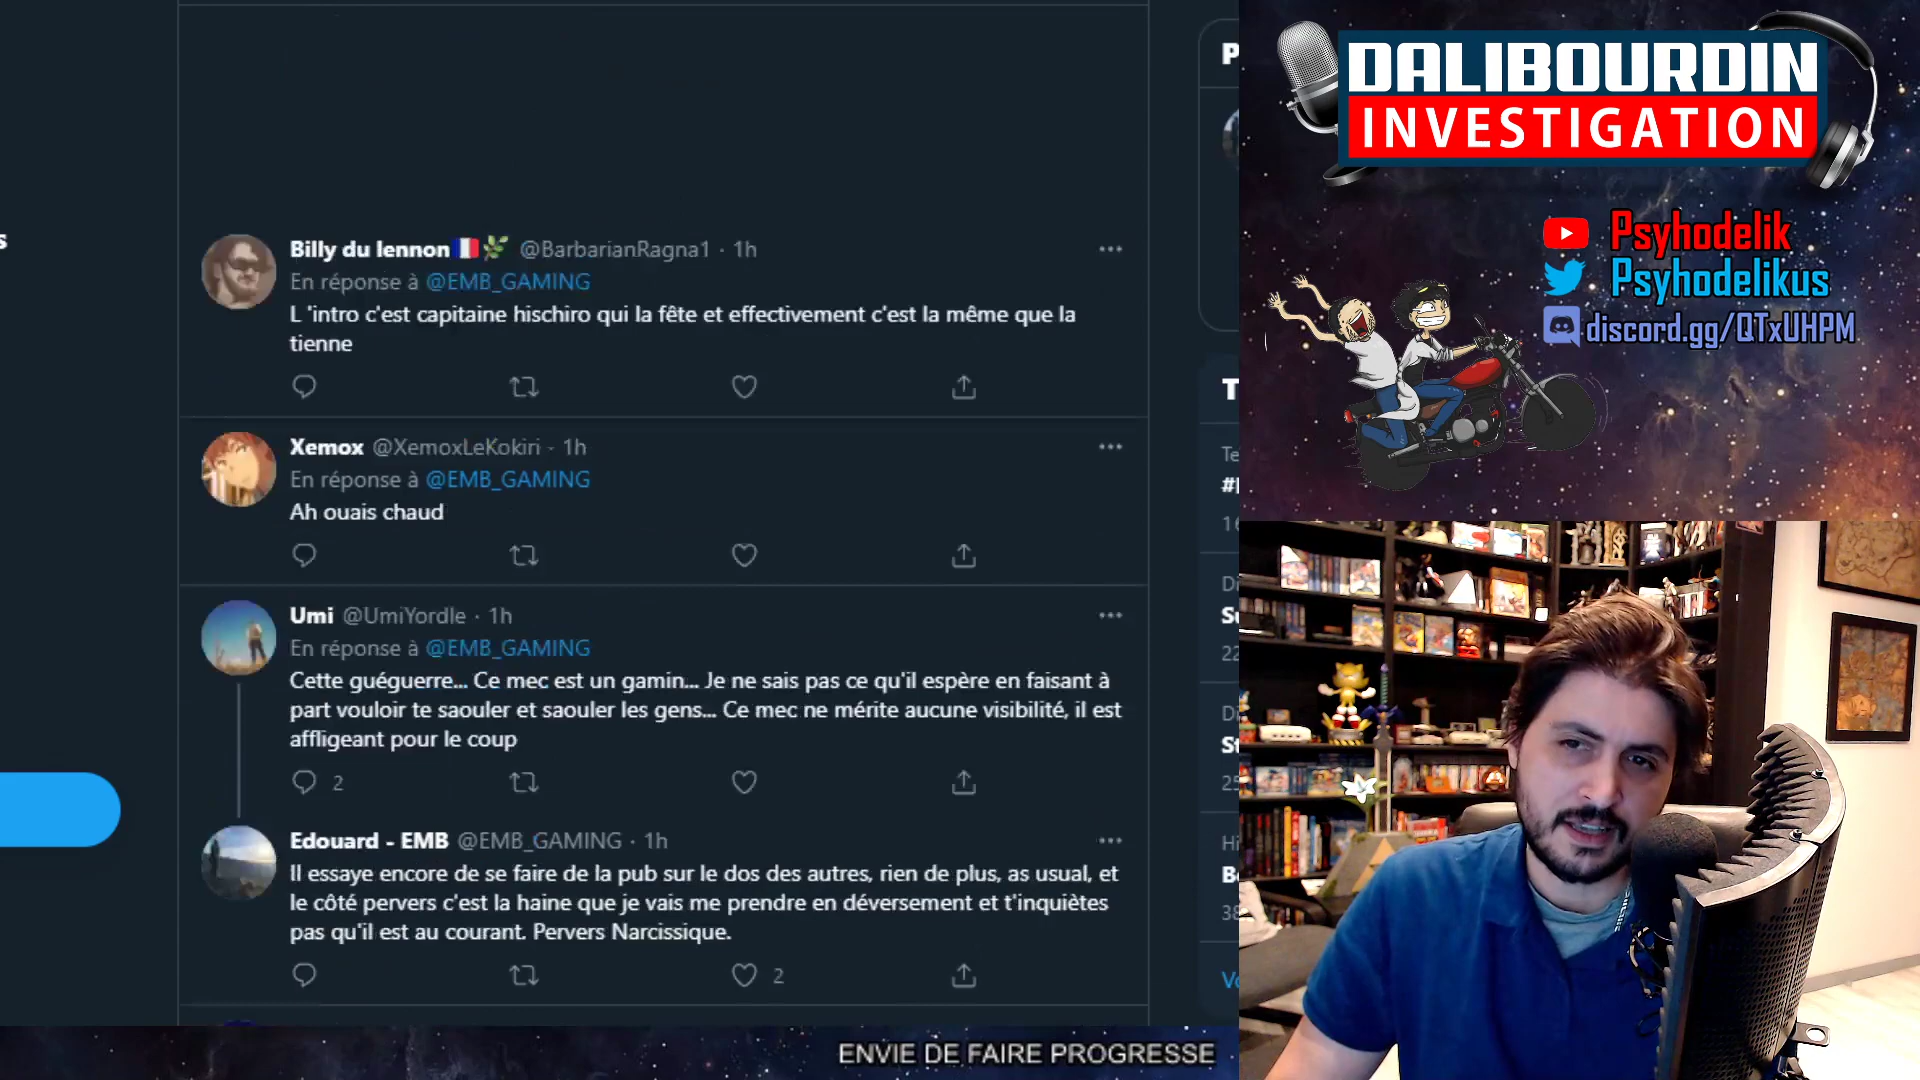 Billy du lennon🇫🇷🌿 @BarbarianRagna1 · 1h
En réponse à @EMB_GAMING
L 'intro c'est capitaine hischiro qui la fête et effectivement c'est la même que la
tienne
Xemox @XemoxLeKokiri · 1h
En réponse à @EMB_GAMING
Ah ouais chaud
Umi @UmiYordle · 1h
En réponse à @EMB_GAMING
Cette guéguerre... Ce mec est un gamin... Je ne sais pas ce qu'il espère en faisant à
part vouloir te saouler et saouler les gens... Ce mec ne mérite aucune visibilité, il est
affligeant pour le coup
2
Edouard - EMB @EMB_GAMING · 1h
Il essaye encore de se faire de la pub sur le dos des autres, rien de plus, as usual, et
le côté pervers c'est la haine que je vais me prendre en déversement et t'inquiètes
pas qu'il est au courant. Pervers Narcissique.
2
DALIBOURDIN
INVESTIGATION
Psyhodelik
Psyhodelikus
discord.gg/QTxUHPM
ENVIE DE FAIRE PROGRESSE